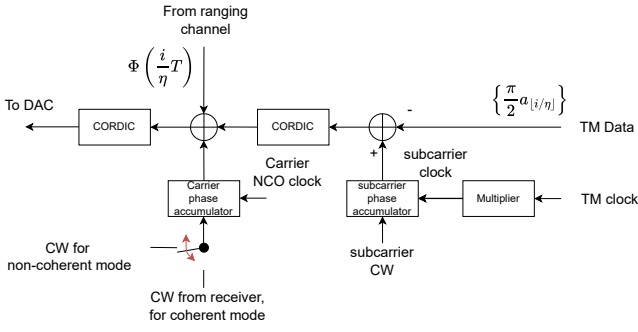 From ranging
channel
Φ(i/η T)
{π/2 a⌊i/η⌋}
To DAC
CORDIC
CORDIC
-
TM Data
+
subcarrier
clock
Carrier
NCO clock
Carrier
phase
accumulator
subcarrier
phase
accumulator
Multiplier
TM clock
CW for
non-coherent mode
subcarrier
CW
CW from receiver,
for coherent mode